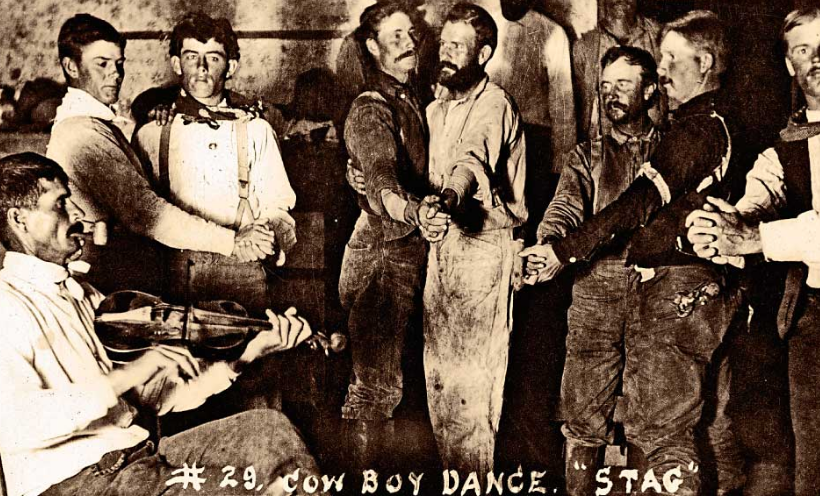 # 29. COW BOY DANCE. "STAG"